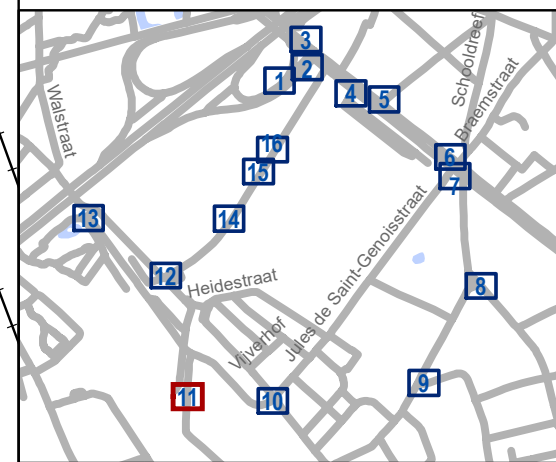 3
2
1
4
5
Schooldreef
Braemstraat
Walstraat
16
15
6
7
13
14
12
Heidestraat
Jules de Saint-Genoisstraat
8
Vijverhof
9
11
10